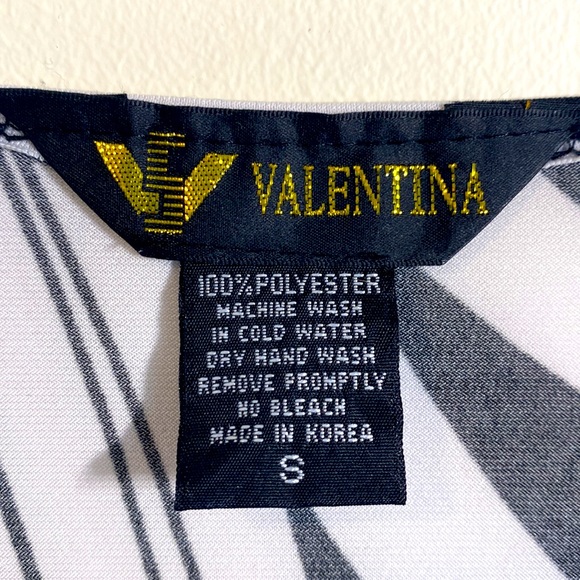 VALENTINA
100% POLYESTER
MACHINE WASH
IN COLD WATER
DRY HAND WASH
REMOVE PROMPTLY
NO BLEACH
MADE IN KOREA
S